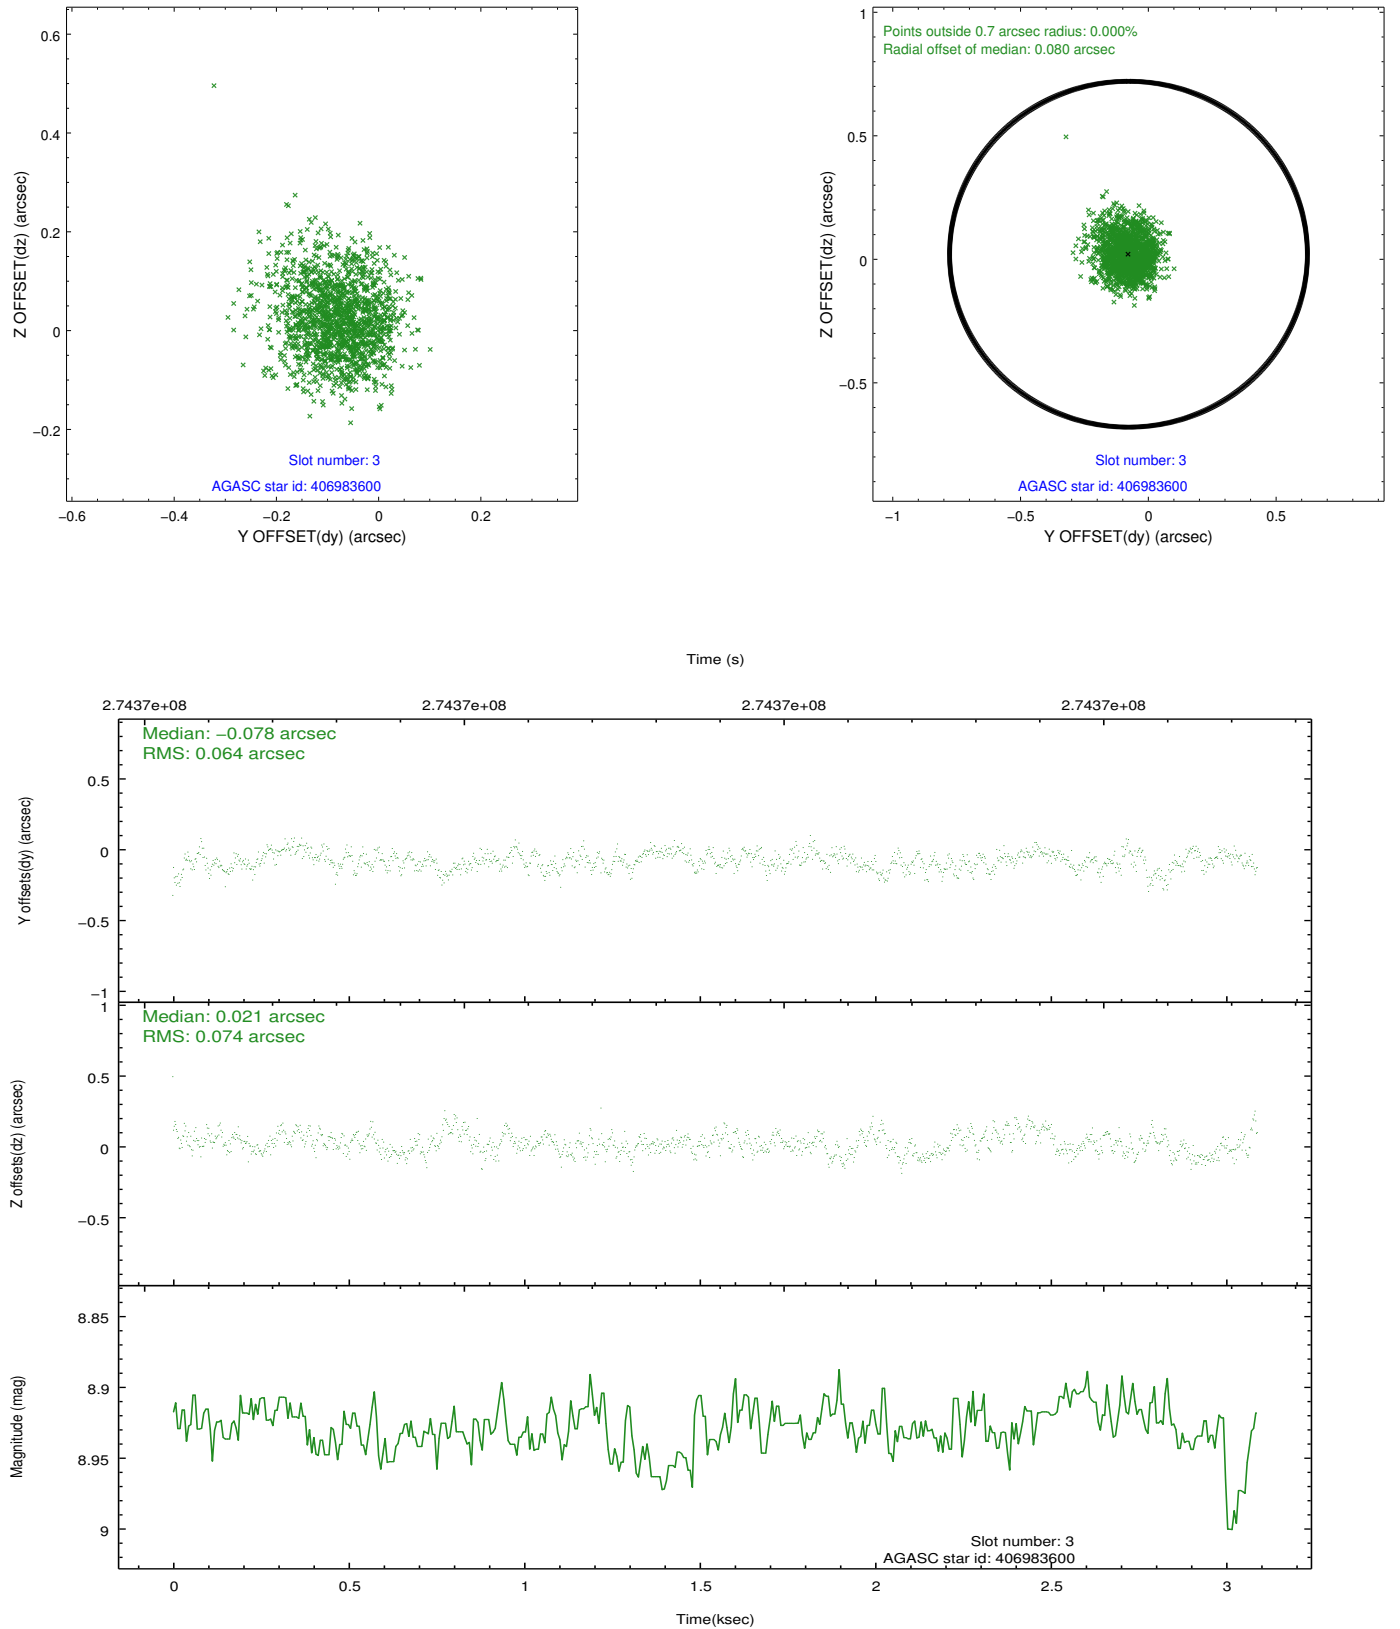 0.6
0.4
0.2
0
−0.2
Z OFFSET(dz) (arcsec)
Slot number: 3
AGASC star id: 406983600
−0.6
−0.4
−0.2
0
0.2
Y OFFSET(dy) (arcsec)
1
0.5
0
−0.5
Z OFFSET(dz) (arcsec)
Points outside 0.7 arcsec radius: 0.000%
Radial offset of median: 0.080 arcsec
Slot number: 3
AGASC star id: 406983600
−1
−0.5
0
0.5
Y OFFSET(dy) (arcsec)
Time (s)
2.7437e+08
2.7437e+08
2.7437e+08
2.7437e+08
Median: −0.078 arcsec
RMS: 0.064 arcsec
0.5
0
−0.5
−1
Y offsets(dy) (arcsec)
Median: 0.021 arcsec
RMS: 0.074 arcsec
1
0.5
0
−0.5
Z offsets(dz) (arcsec)
8.85
8.9
8.95
9
Magnitude (mag)
Slot number: 3
AGASC star id: 406983600
0
0.5
1
1.5
2
2.5
3
Time(ksec)